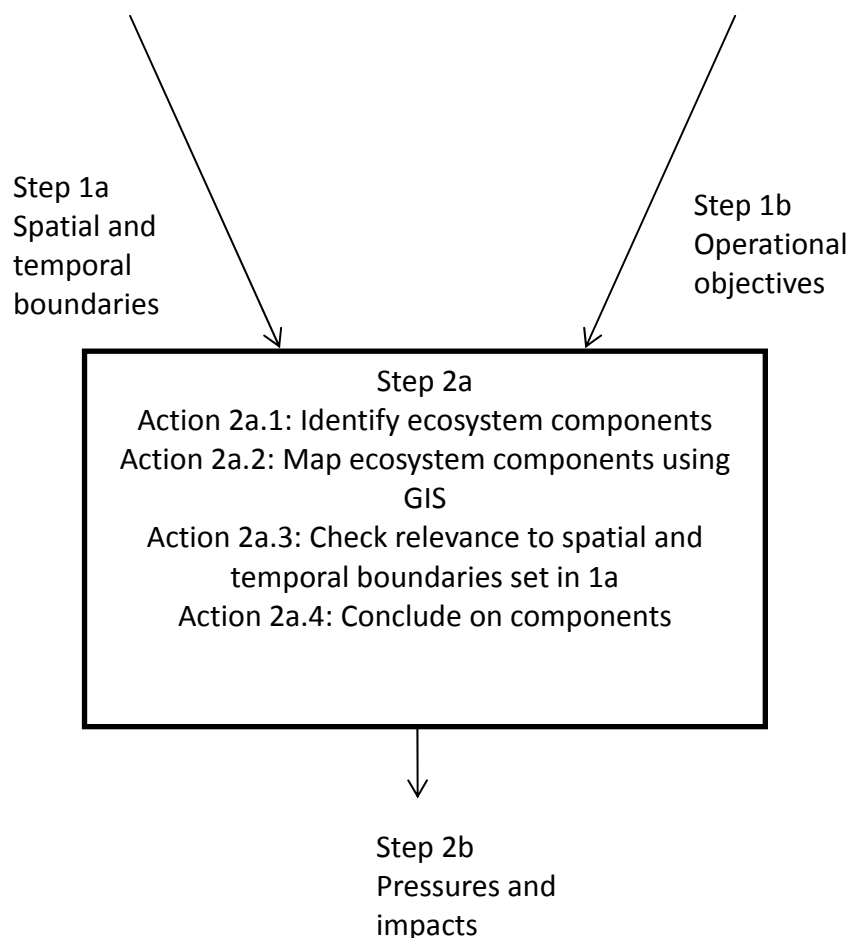 Step 1a
Spatial and
temporal
boundaries
Step 1b
Operational
objectives
Step 2a
Action 2a.1: Identify ecosystem components
Action 2a.2: Map ecosystem components using
GIS
Action 2a.3: Check relevance to spatial and
temporal boundaries set in 1a
Action 2a.4: Conclude on components
Step 2b
Pressures and
impacts